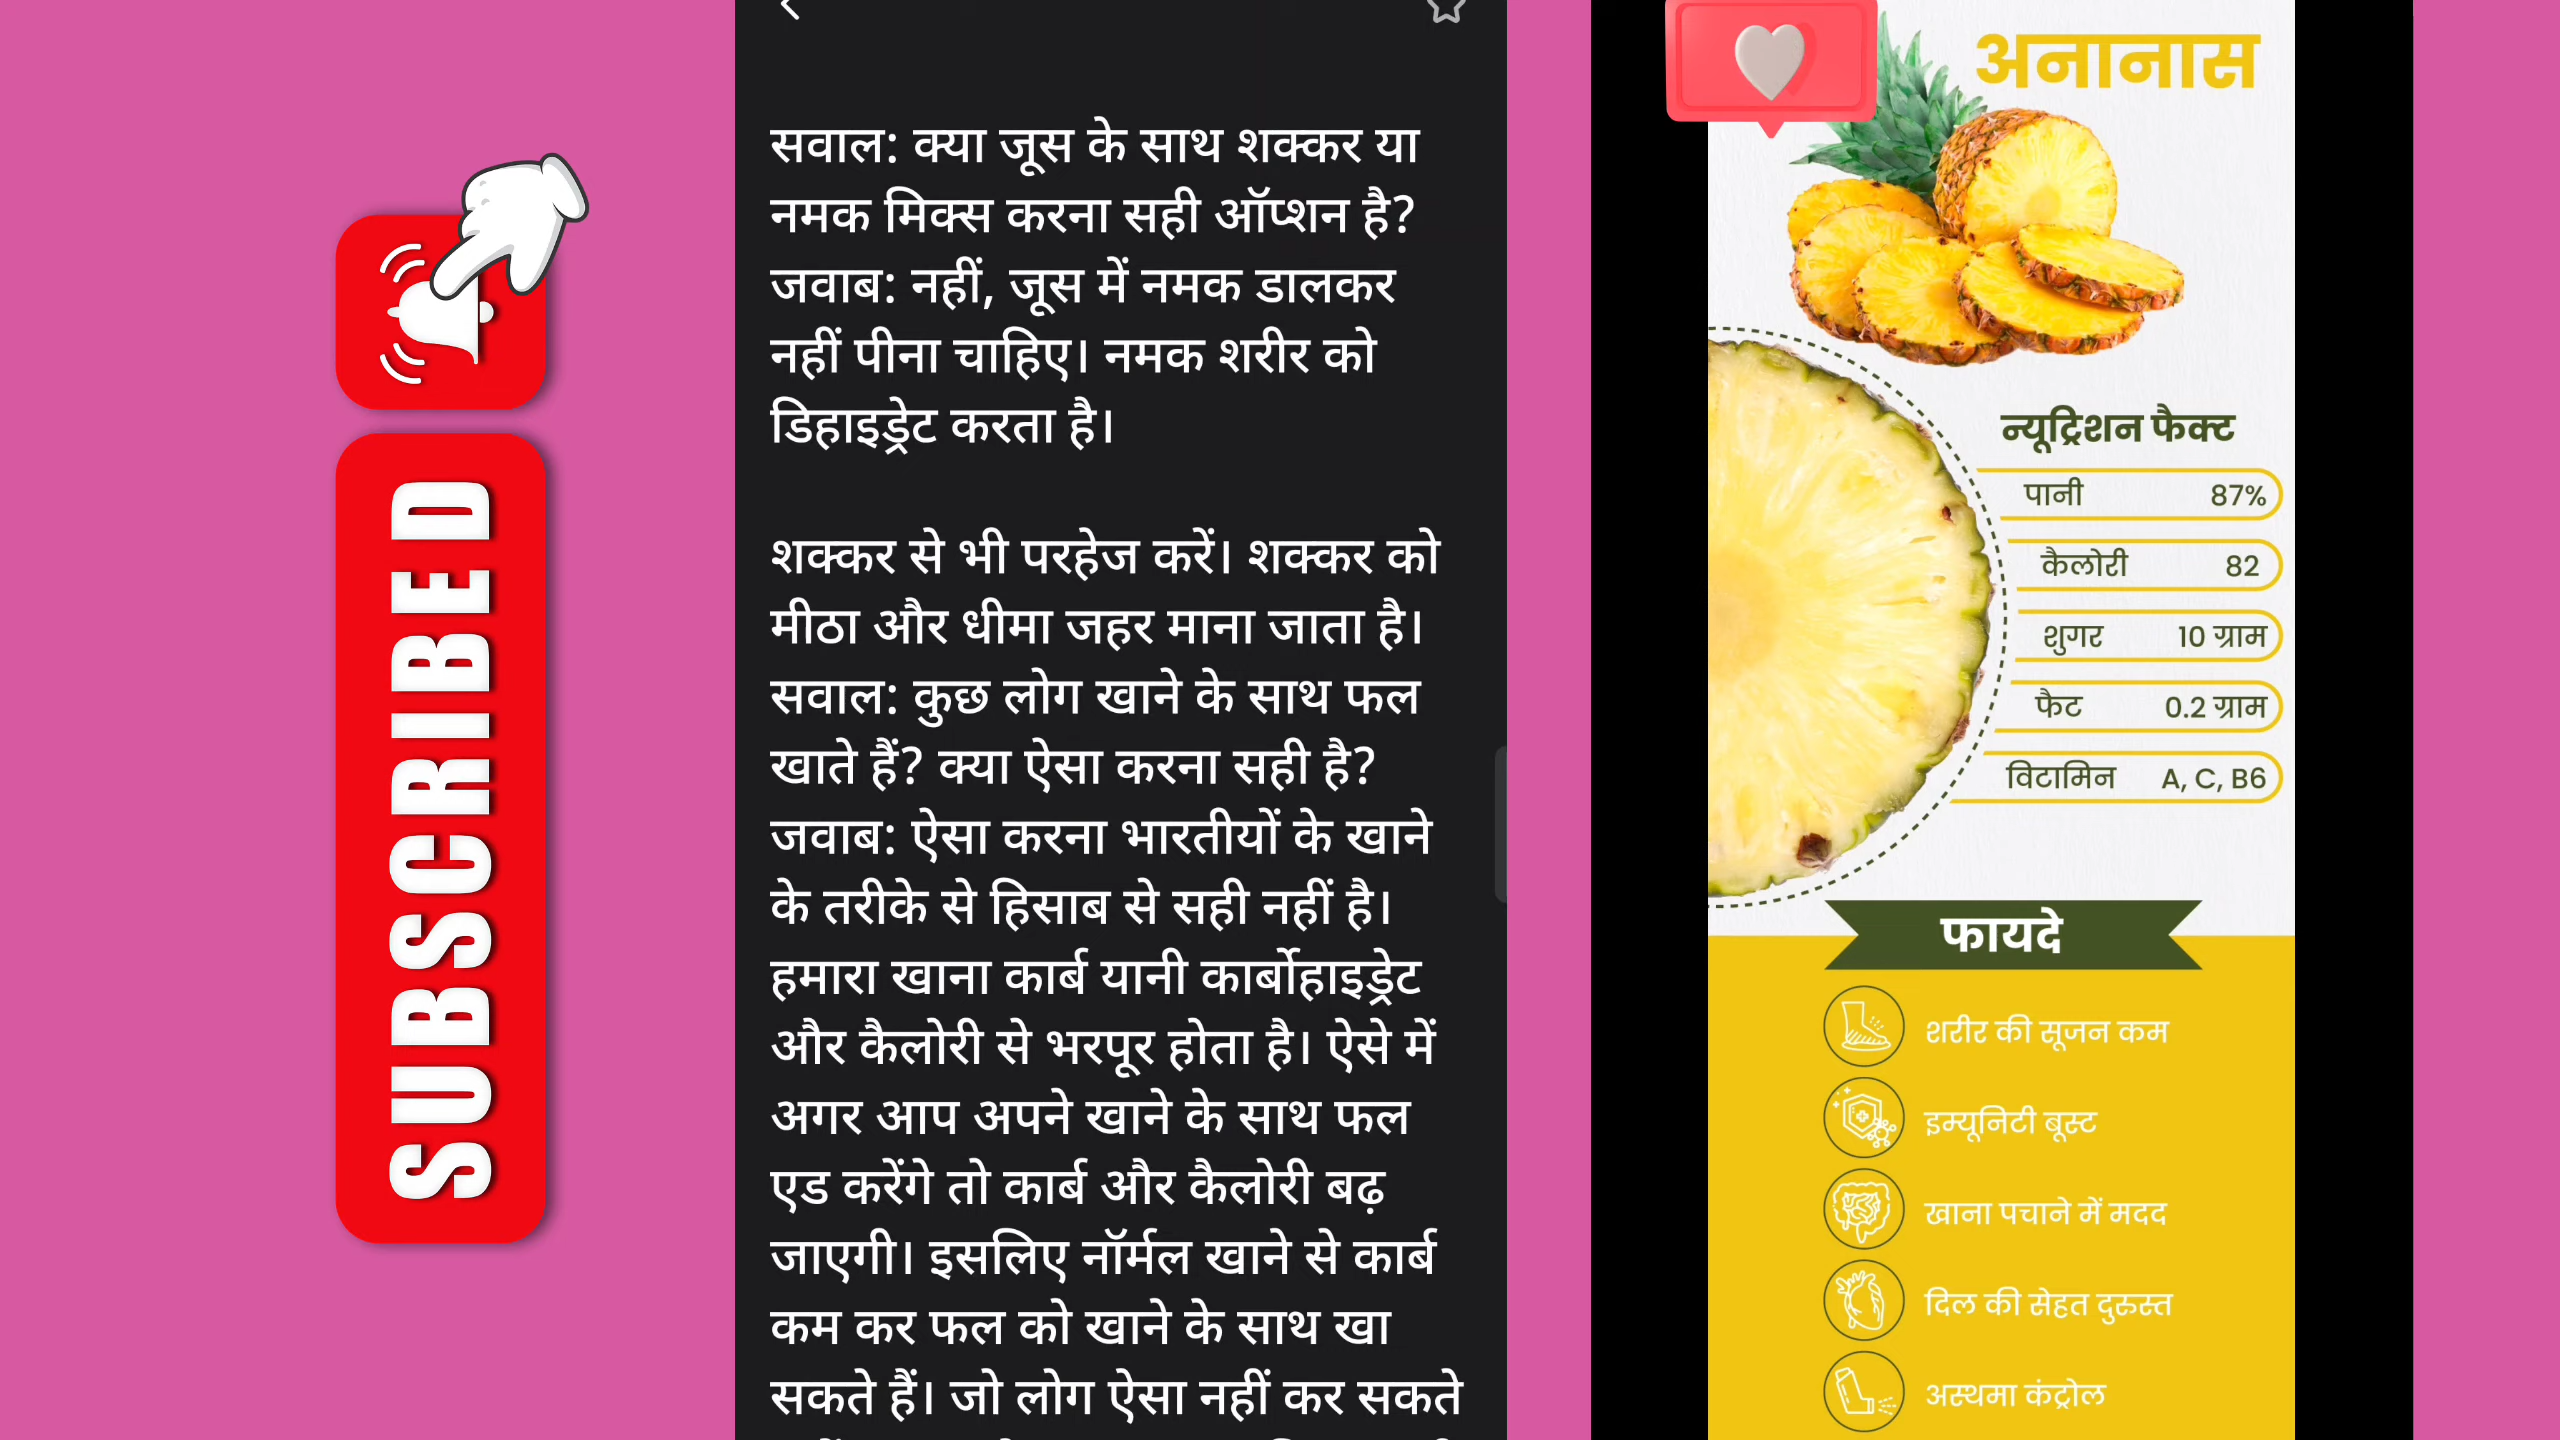 SUBSCRIBED
सवाल: क्या जूस के साथ शक्कर या
नमक मिक्स करना सही ऑप्शन है?
जवाब: नहीं, जूस में नमक डालकर
नहीं पीना चाहिए। नमक शरीर को
डिहाइड्रेट करता है।
शक्कर से भी परहेज करें। शक्कर को
मीठा और धीमा जहर माना जाता है।
सवाल: कुछ लोग खाने के साथ फल
खाते हैं? क्या ऐसा करना सही है?
जवाब: ऐसा करना भारतीयों के खाने
के तरीके से हिसाब से सही नहीं है।
हमारा खाना कार्ब यानी कार्बोहाइड्रेट
और कैलोरी से भरपूर होता है। ऐसे में
अगर आप अपने खाने के साथ फल
एड करेंगे तो कार्ब और कैलोरी बढ़
जाएगी। इसलिए नॉर्मल खाने से कार्ब
कम कर फल को खाने के साथ खा
सकते हैं। जो लोग ऐसा नहीं कर सकते
अनानास
न्यूट्रिशन फैक्ट
पानी 87%
कैलोरी 82
शुगर 10 ग्राम
फैट 0.2 ग्राम
विटामिन A, C, B6
फायदे
शरीर की सूजन कम
इम्यूनिटी बूस्ट
खाना पचाने में मदद
दिल की सेहत दुरुस्त
अस्थमा कंट्रोल